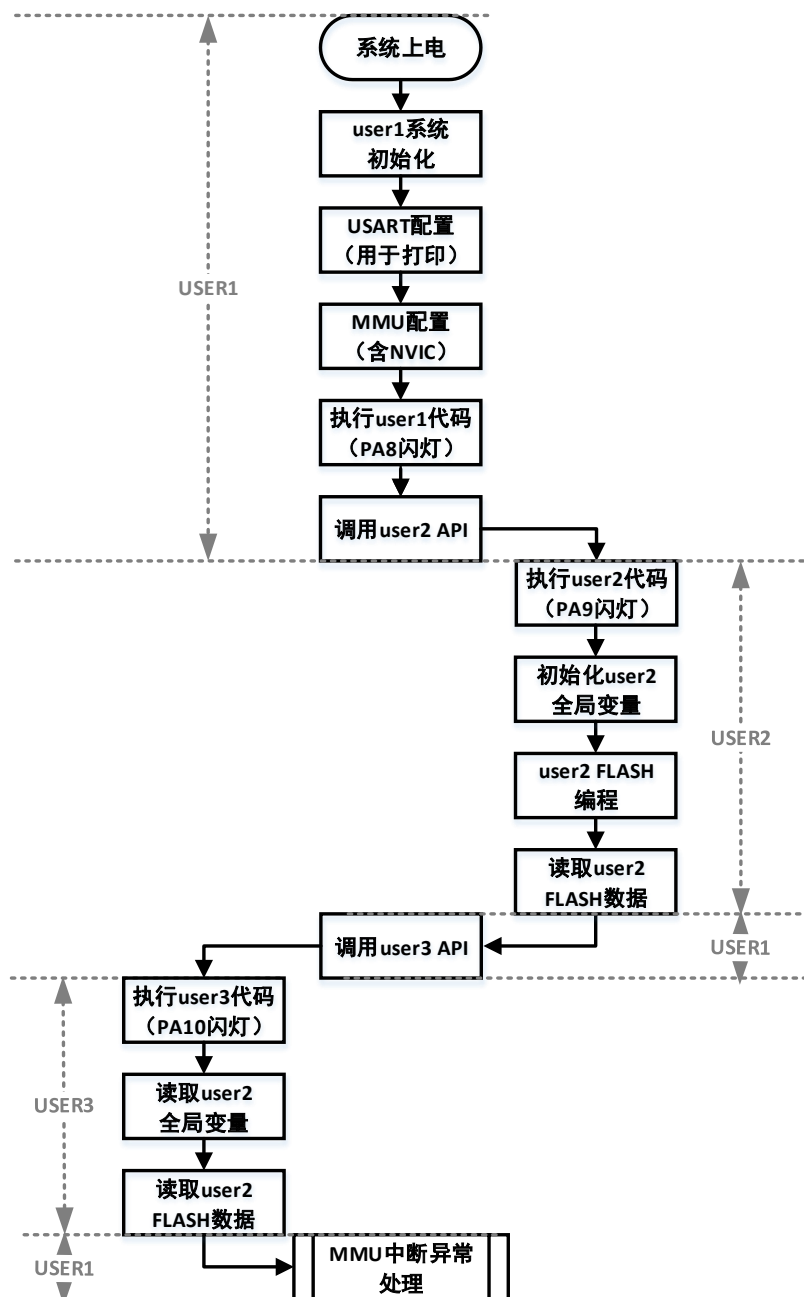 系统上电
user1系统
初始化
USART配置
（用于打印）
USER1
MMU配置
（含NVIC）
执行user1代码
（PA8闪灯）
调用user2 API
执行user2代码
（PA9闪灯）
初始化user2
全局变量
USER2
user2 FLASH
编程
读取user2
FLASH数据
调用user3 API
USER1
执行user3代码
（PA10闪灯）
USER3
读取user2
全局变量
读取user2
FLASH数据
USER1
MMU中断异常
处理